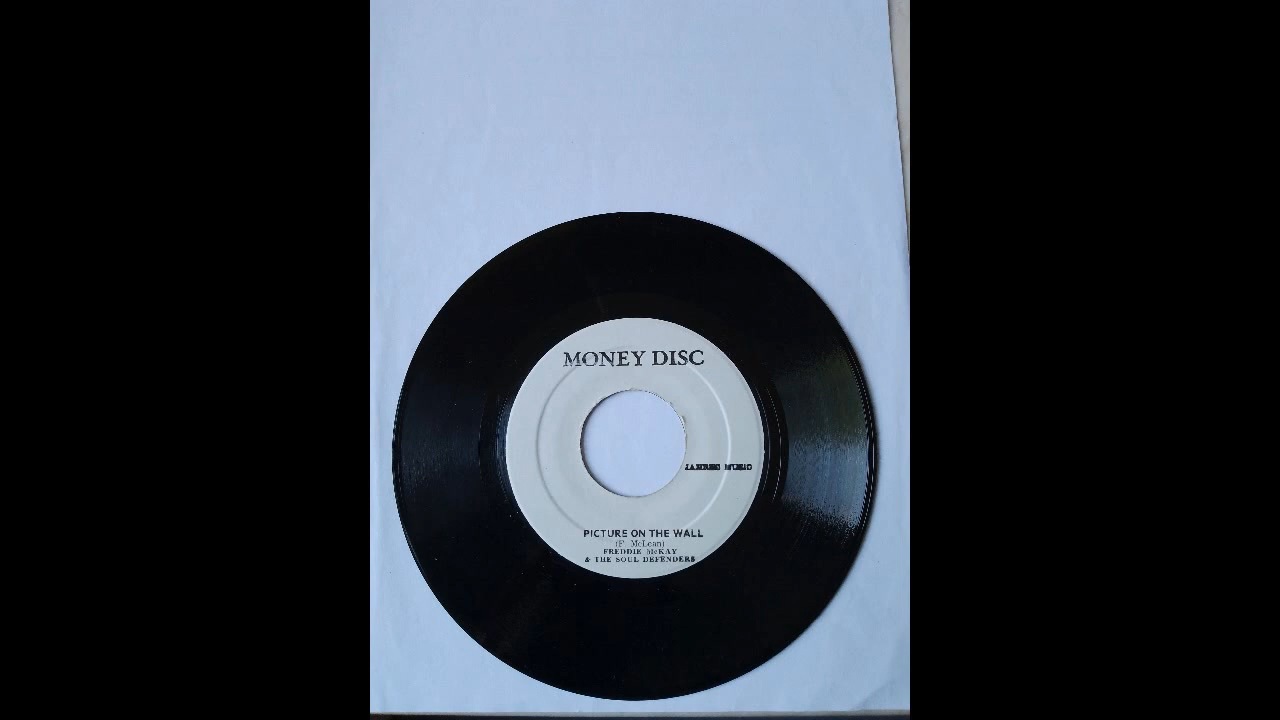 MONEY DISC
JAMREC MUSIC
PICTURE ON THE WALL
(F. McLean)
FREDDIE McKAY
& THE SOUL DEFENDERS